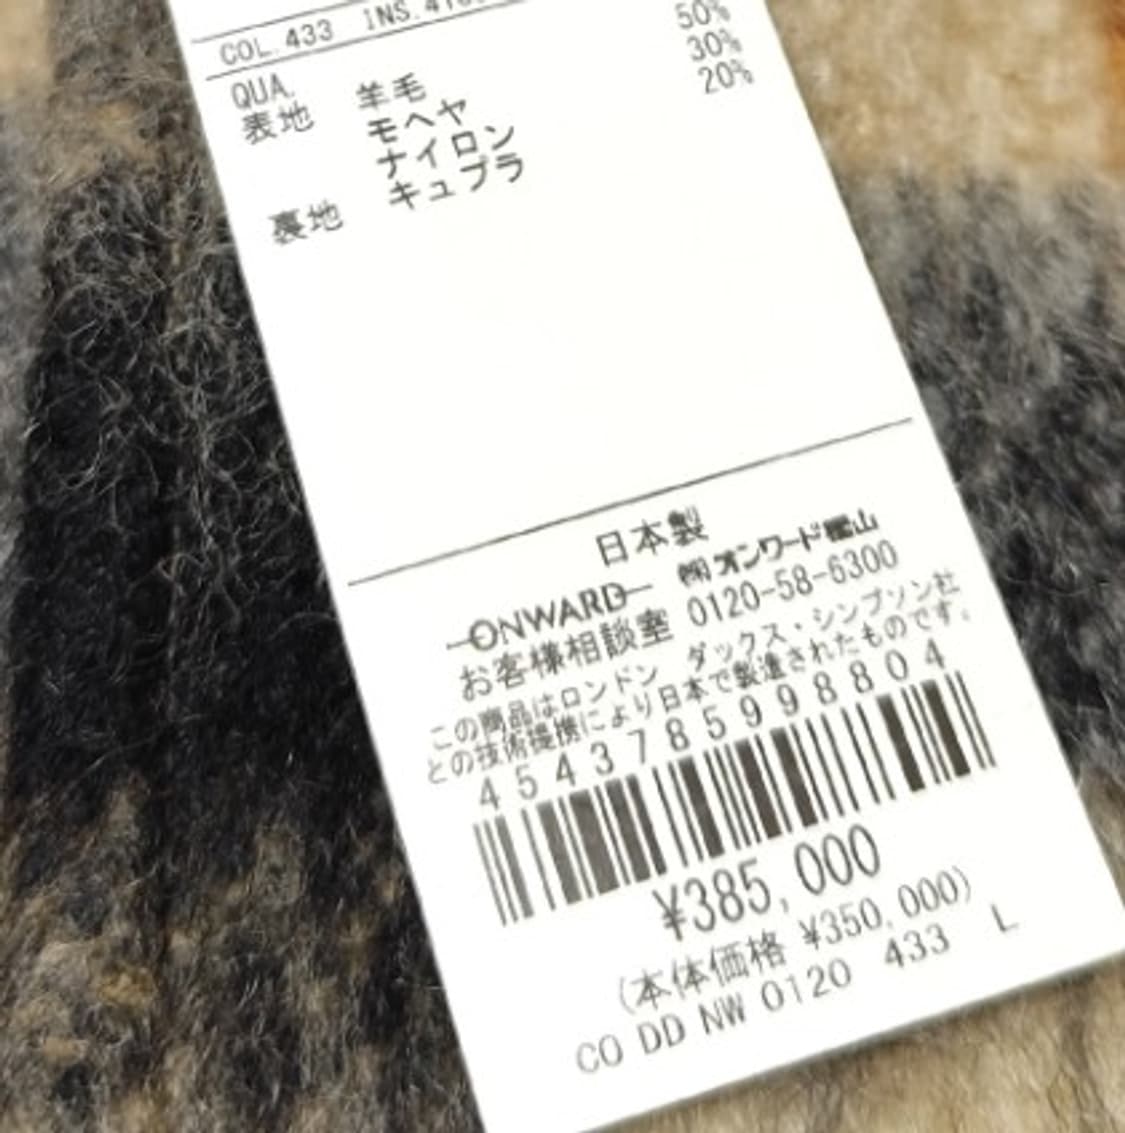 COL.433 INS.
QUA.
表地 羊毛 50%
モヘヤ 30%
ナイロン 20%
裏地 キュプラ
日本製
ONWARD ㈱オンワード樫山
お客様相談室 0120-58-6300
この商品はロンドン ダックス・シンプソン社
との技術提携により日本で製造されたものです。
4543785998804
¥385,000
(本体価格 ¥350,000)
CO DD NW 0120 433 L